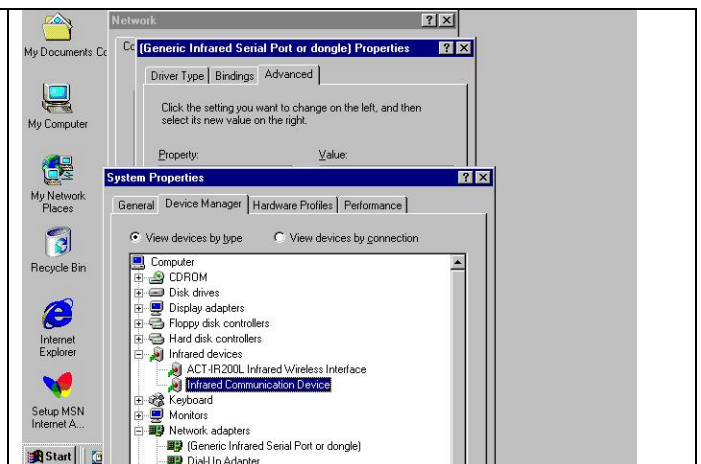 My Documents Cc
My Computer
My Network
Places
Recycle Bin
Internet
Explorer
Setup MSN
Internet A...
Start
Network
Cc
(Generic Infrared Serial Port or dongle) Properties
Driver Type
Bindings
Advanced
Click the setting you want to change on the left, and then
select its new value on the right.
Property:
Value:
System Properties
General
Device Manager
Hardware Profiles
Performance
View devices by type
View devices by connection
Computer
CDROM
Disk drives
Display adapters
Floppy disk controllers
Hard disk controllers
Infrared devices
ACT-IR200L Infrared Wireless Interface
Infrared Communication Device
Keyboard
Monitors
Network adapters
(Generic Infrared Serial Port or dongle)
Dial-Up Adapter